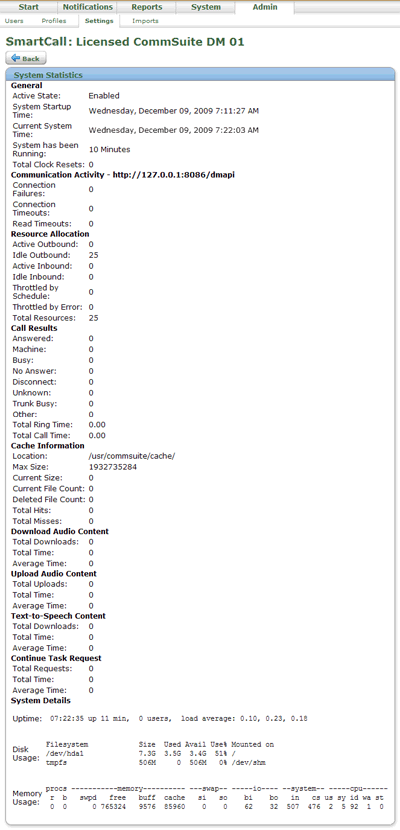 Start Notifications Reports System Admin
Users Profiles Settings Imports
SmartCall: Licensed CommSuite DM 01
Back
System Statistics
General
Active State: Enabled
System Startup Time: Wednesday, December 09, 2009 7:11:27 AM
Current System Time: Wednesday, December 09, 2009 7:22:03 AM
System has been Running: 10 Minutes
Total Clock Resets: 0
Communication Activity - http://127.0.0.1:8086/dmapi
Connection Failures: 0
Connection Timeouts: 0
Read Timeouts: 0
Resource Allocation
Active Outbound: 0
Idle Outbound: 25
Active Inbound: 0
Idle Inbound: 0
Throttled by Schedule: 0
Throttled by Error: 0
Total Resources: 25
Call Results
Answered: 0
Machine: 0
Busy: 0
No Answer: 0
Disconnect: 0
Unknown: 0
Trunk Busy: 0
Other: 0
Total Ring Time: 0.00
Total Call Time: 0.00
Cache Information
Location: /usr/commsuite/cache/
Max Size: 1932735284
Current Size: 0
Current File Count: 0
Deleted File Count: 0
Total Hits: 0
Total Misses: 0
Download Audio Content
Total Downloads: 0
Total Time: 0
Average Time: 0
Upload Audio Content
Total Uploads: 0
Total Time: 0
Average Time: 0
Text-to-Speech Content
Total Downloads: 0
Total Time: 0
Average Time: 0
Continue Task Request
Total Requests: 0
Total Time: 0
Average Time: 0
System Details
Uptime: 07:22:35 up 11 min, 0 users, load average: 0.10, 0.23, 0.18
Disk Usage:
Filesystem Size Used Avail Use% Mounted on
/dev/hda1 7.3G 3.5G 3.4G 51% /
tmpfs 506M 0 506M 0% /dev/shm
Memory Usage:
procs -----------memory---------- ---swap-- -----io---- --system-- -----cpu------
r b swpd free buff cache si so bi bo in cs us sy id wa st
0 0 0 765324 9576 85960 0 0 62 32 507 476 2 5 92 1 0